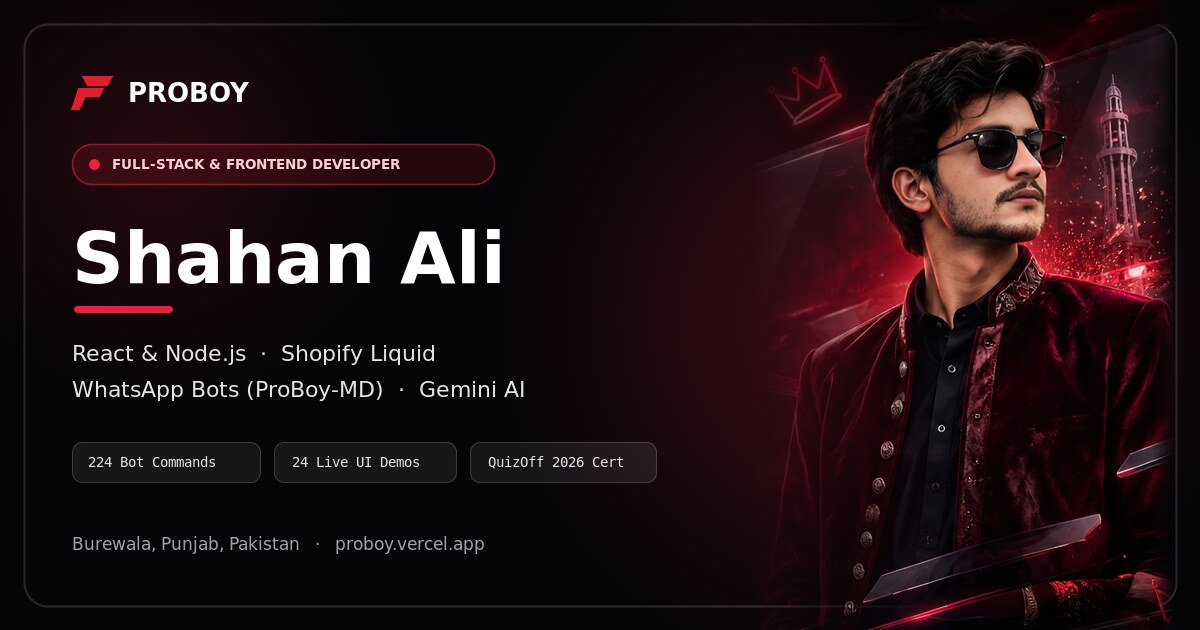 PROBOY
FULL-STACK & FRONTEND DEVELOPER
Shahan Ali
React & Node.js · Shopify Liquid
WhatsApp Bots (ProBoy-MD) · Gemini AI
224 Bot Commands
24 Live UI Demos
QuizOff 2026 Cert
Burewala, Punjab, Pakistan · proboy.vercel.app